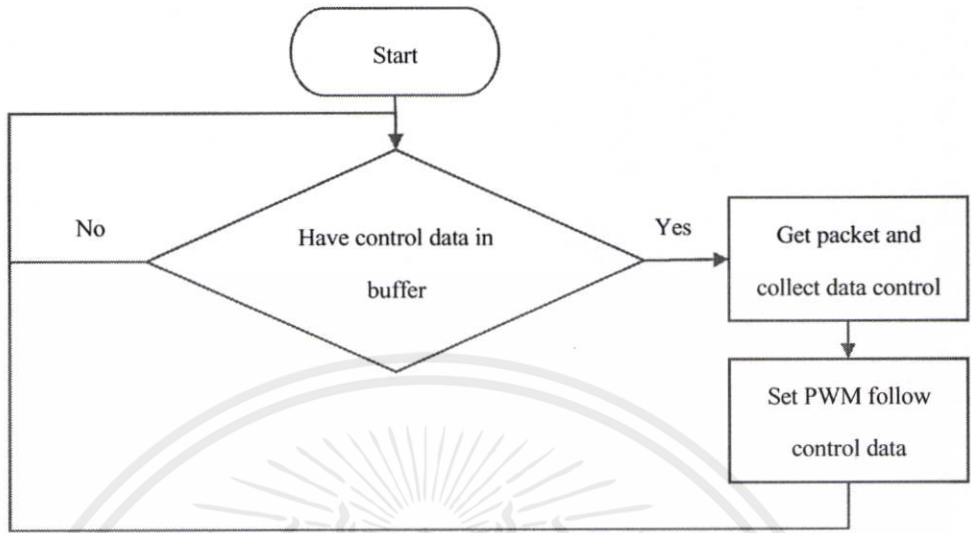 Start
No
Have control data in
buffer
Yes
Get packet and
collect data control
Set PWM follow
control data